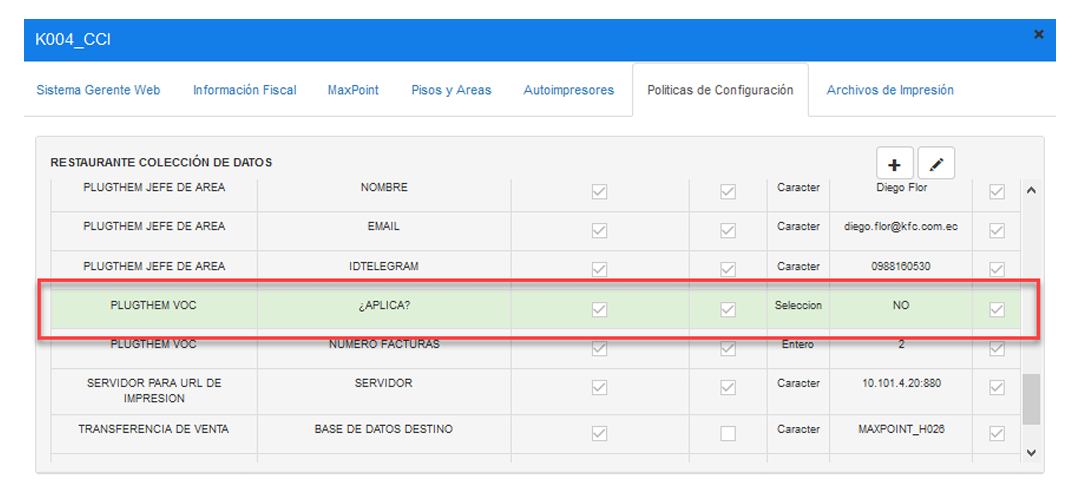 K004_CCI
Sistema Gerente Web Información Fiscal MaxPoint Pisos y Areas Autoimpresores Politicas de Configuración Archivos de Impresión
RESTAURANTE COLECCIÓN DE DATOS
PLUGTHEM JEFE DE AREA NOMBRE Caracter Diego Flor
PLUGTHEM JEFE DE AREA EMAIL Caracter diego.flor@kfc.com.ec
PLUGTHEM JEFE DE AREA IDTELEGRAM Caracter 0988160530
PLUGTHEM VOC ¿APLICA? Seleccion NO
PLUGTHEM VOC NUMERO FACTURAS Entero 2
SERVIDOR PARA URL DE IMPRESION SERVIDOR Caracter 10.101.4.20:880
TRANSFERENCIA DE VENTA BASE DE DATOS DESTINO Caracter MAXPOINT_H026